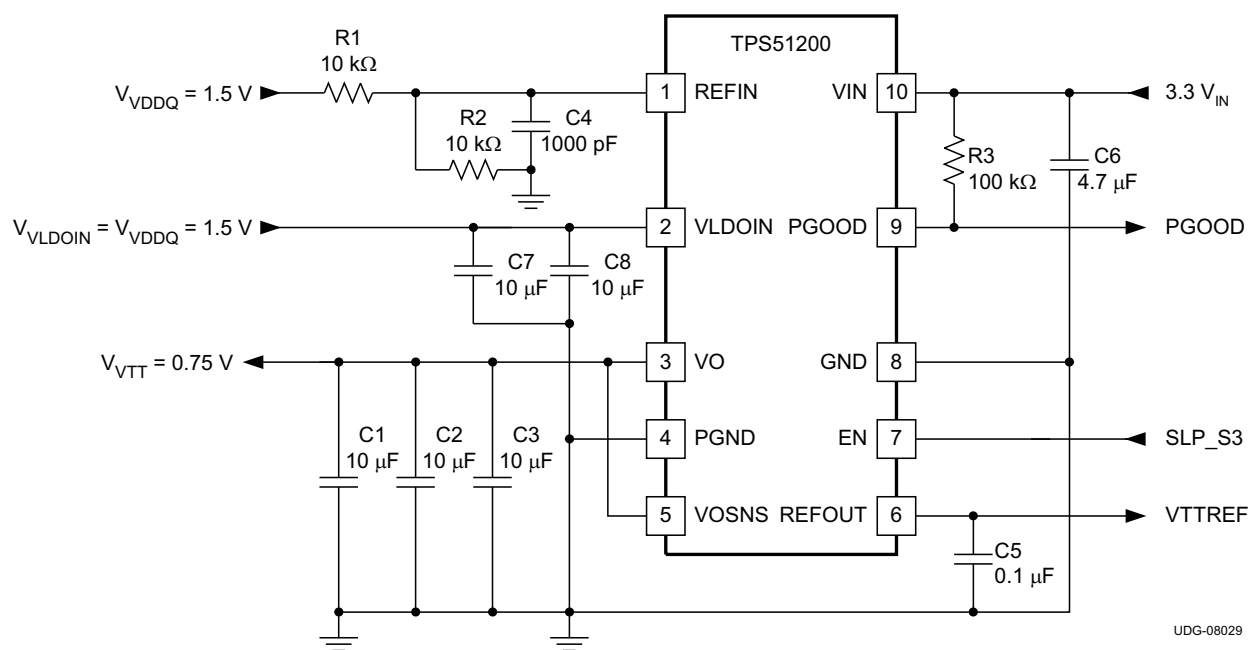 TPS51200
R1
10 kΩ
V_VDDQ = 1.5 V
1
REFIN
VIN
10
3.3 V_IN
R2
10 kΩ
C4
1000 pF
R3
100 kΩ
C6
4.7 μF
V_VLDOIN = V_VDDQ = 1.5 V
2
VLDOIN
PGOOD
9
PGOOD
C7
10 μF
C8
10 μF
V_VTT = 0.75 V
3
VO
GND
8
C1
10 μF
C2
10 μF
C3
10 μF
4
PGND
EN
7
SLP_S3
5
VOSNS
REFOUT
6
VTTREF
C5
0.1 μF
UDG-08029